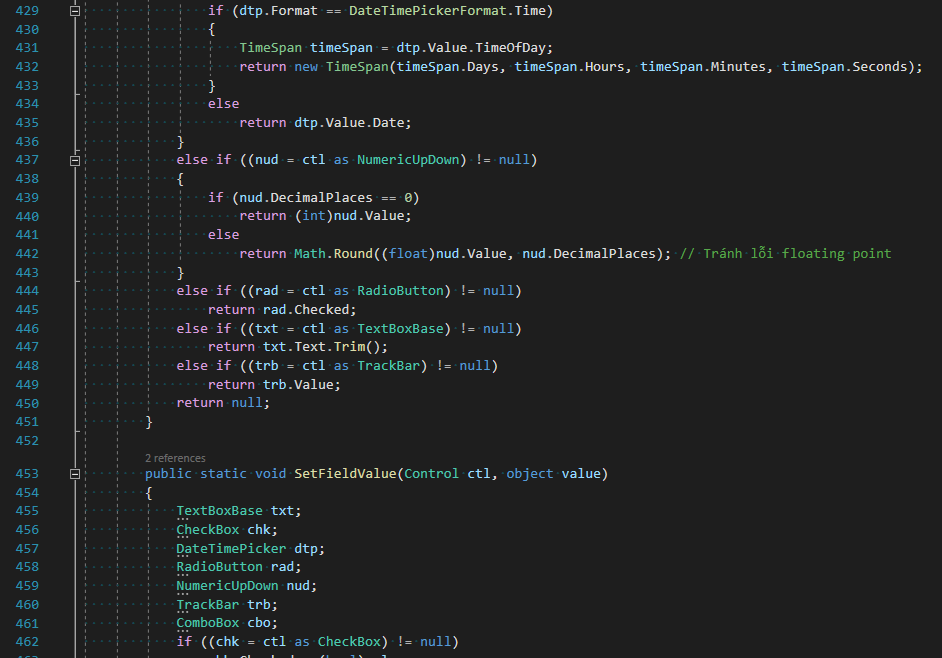 429 if (dtp.Format == DateTimePickerFormat.Time)
430 {
431 TimeSpan timeSpan = dtp.Value.TimeOfDay;
432 return new TimeSpan(timeSpan.Days, timeSpan.Hours, timeSpan.Minutes, timeSpan.Seconds);
433 }
434 else
435 return dtp.Value.Date;
436 }
437 else if ((nud = ctl as NumericUpDown) != null)
438 {
439 if (nud.DecimalPlaces == 0)
440 return (int)nud.Value;
441 else
442 return Math.Round((float)nud.Value, nud.DecimalPlaces); // Tránh lỗi floating point
443 }
444 else if ((rad = ctl as RadioButton) != null)
445 return rad.Checked;
446 else if ((txt = ctl as TextBoxBase) != null)
447 return txt.Text.Trim();
448 else if ((trb = ctl as TrackBar) != null)
449 return trb.Value;
450 return null;
451 }
452
2 references
453 public static void SetFieldValue(Control ctl, object value)
454 {
455 TextBoxBase txt;
456 CheckBox chk;
457 DateTimePicker dtp;
458 RadioButton rad;
459 NumericUpDown nud;
460 TrackBar trb;
461 ComboBox cbo;
462 if ((chk = ctl as CheckBox) != null)